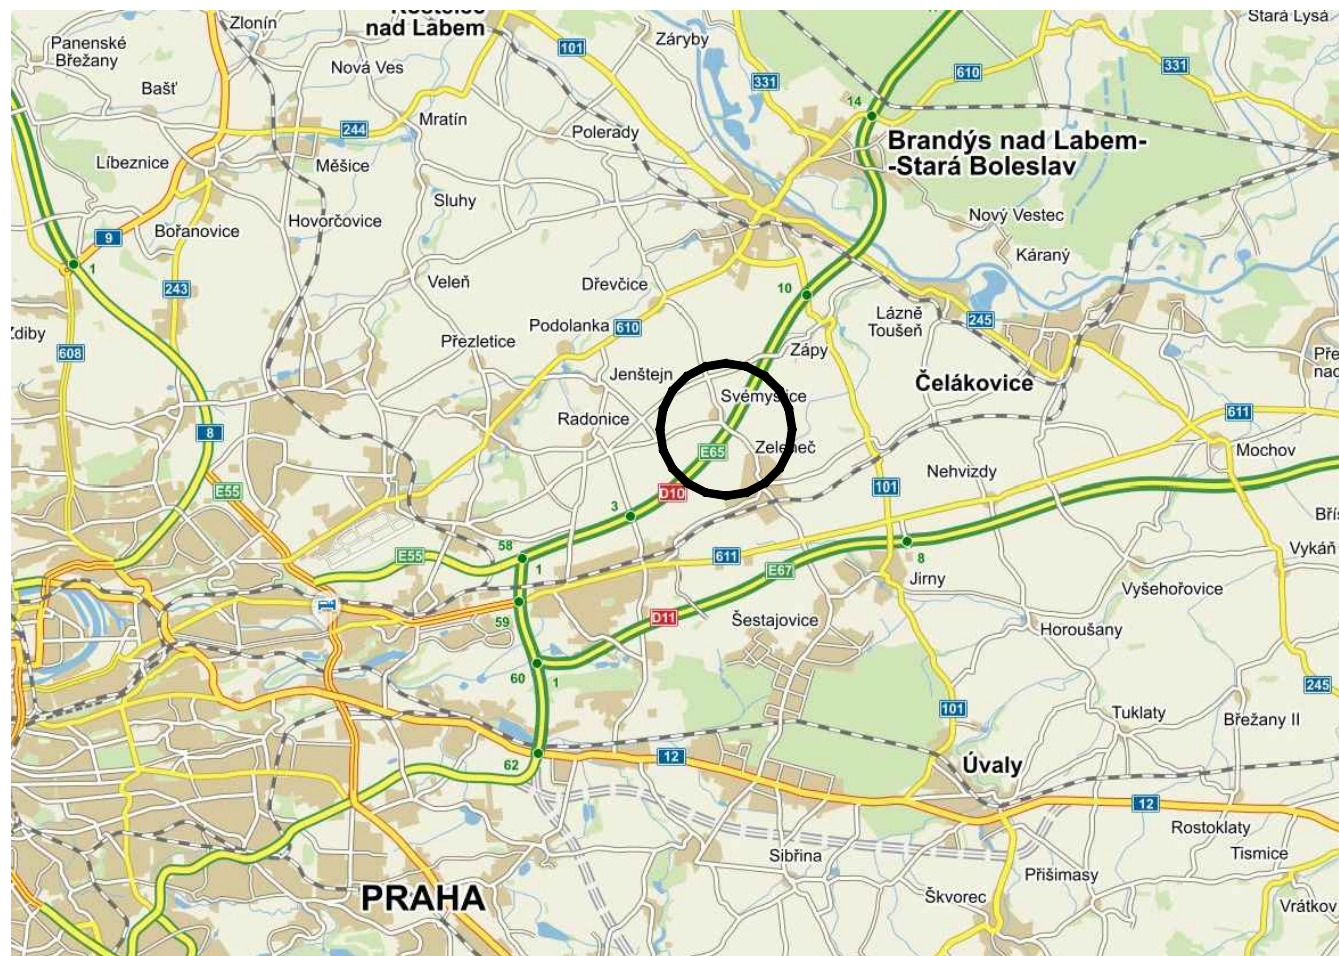 Zlonín
nad Labem
Záryby
Stará Lysá
Panenské
Břežany
101
Nová Ves
331
610
331
Bašť
14
244
Mratín
Polerady
Brandýs nad Labem-
-Stará Boleslav
Líbeznice
Měšice
Sluhy
Nový Vestec
Hovorčovice
9
Bořanovice
Káraný
1
Veleň
Dřevčice
243
10
Lázně
Toušeň
245
610
Podolanka
Přezletice
608
Zápy
Jenštejn
Čelákovice
Svémyslice
Radonice
611
8
Zeleneč
E65
Mochov
Nehvizdy
E55
D10
101
3
58
E55
1
611
8
Vykáň
E67
Jirny
Vyšehořovice
59
D11
Šestajovice
Horoušany
60
1
245
101
Tuklaty
Břežany II
62
12
Úvaly
12
Rostoklaty
Sibřina
Tismice
Přišimasy
PRAHA
Škvorec
Vrátkov